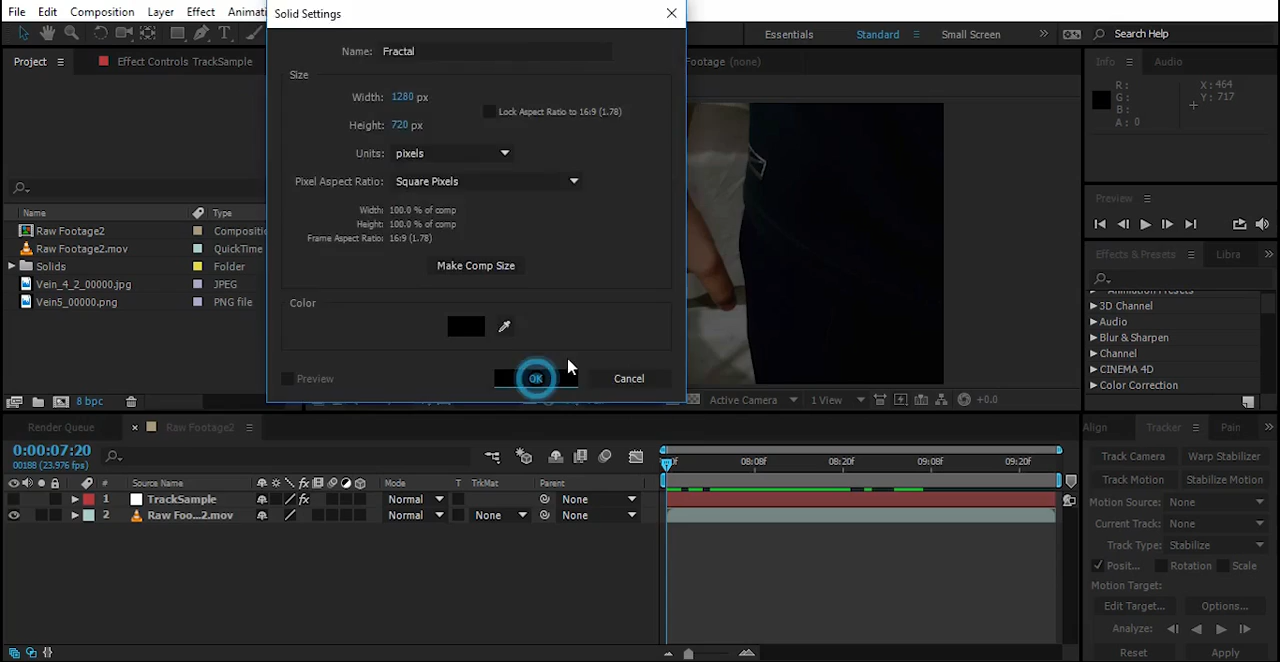 File Edit Composition Layer Effect Animati
Solid Settings
Essentials Standard Small Screen Search Help
Project Effect Controls TrackSample
Name: Fractal
Footage (none)
Info Audio
Size
Width: 1280 px
Height: 720 px
Lock Aspect Ratio to 16:9 (1.78)
R: X: 464
G: Y: 717
B:
A: 0
Units: pixels
Pixel Aspect Ratio: Square Pixels
Name Type
Width: 100.0 % of comp
Height: 100.0 % of comp
Frame Aspect Ratio: 16:9 (1.78)
Preview
Raw Footage2 Compositi
Raw Footage2.mov QuickTime
Solids Folder
Vein_4_2_00000.jpg JPEG
Vein5_00000.png PNG file
Make Comp Size
Effects & Presets Libra
Color
3D Channel
Audio
Blur & Sharpen
Channel
CINEMA 4D
Color Correction
Preview OK Cancel
8 bpc
Active Camera 1 View +0.0
Render Queue Raw Footage2
Align Tracker Pain
0:00:07:20
00188 (23.976 fps)
08:08f 08:20f 09:08f 09:20f
# Source Name Mode T TrkMat Parent
1 TrackSample Normal None
2 Raw Foo...2.mov Normal None None
Track Camera Warp Stabilizer
Track Motion Stabilize Motion
Motion Source: None
Current Track: None
Track Type: Stabilize
Posit... Rotation Scale
Motion Target:
Edit Target... Options...
Analyze:
Reset Apply